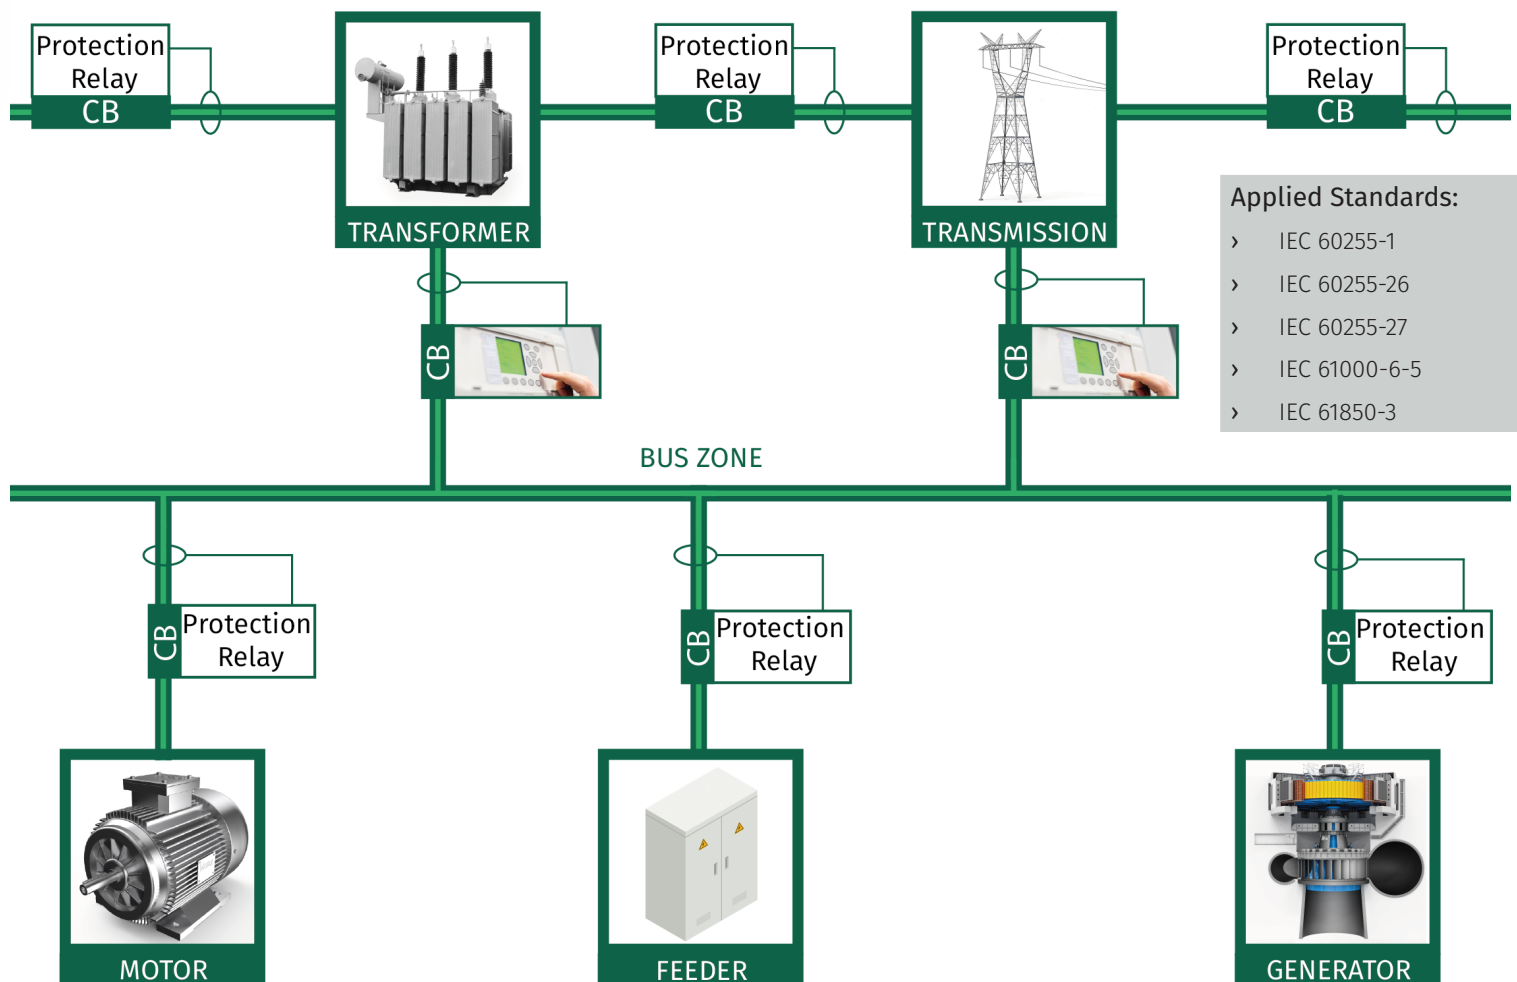 Protection
Relay
CB
Protection
Relay
CB
Protection
Relay
CB
TRANSFORMER
TRANSMISSION
Applied Standards:
› IEC 60255-1
› IEC 60255-26
› IEC 60255-27
› IEC 61000-6-5
› IEC 61850-3
CB
CB
BUS ZONE
CB
Protection
Relay
CB
Protection
Relay
CB
Protection
Relay
MOTOR
FEEDER
GENERATOR